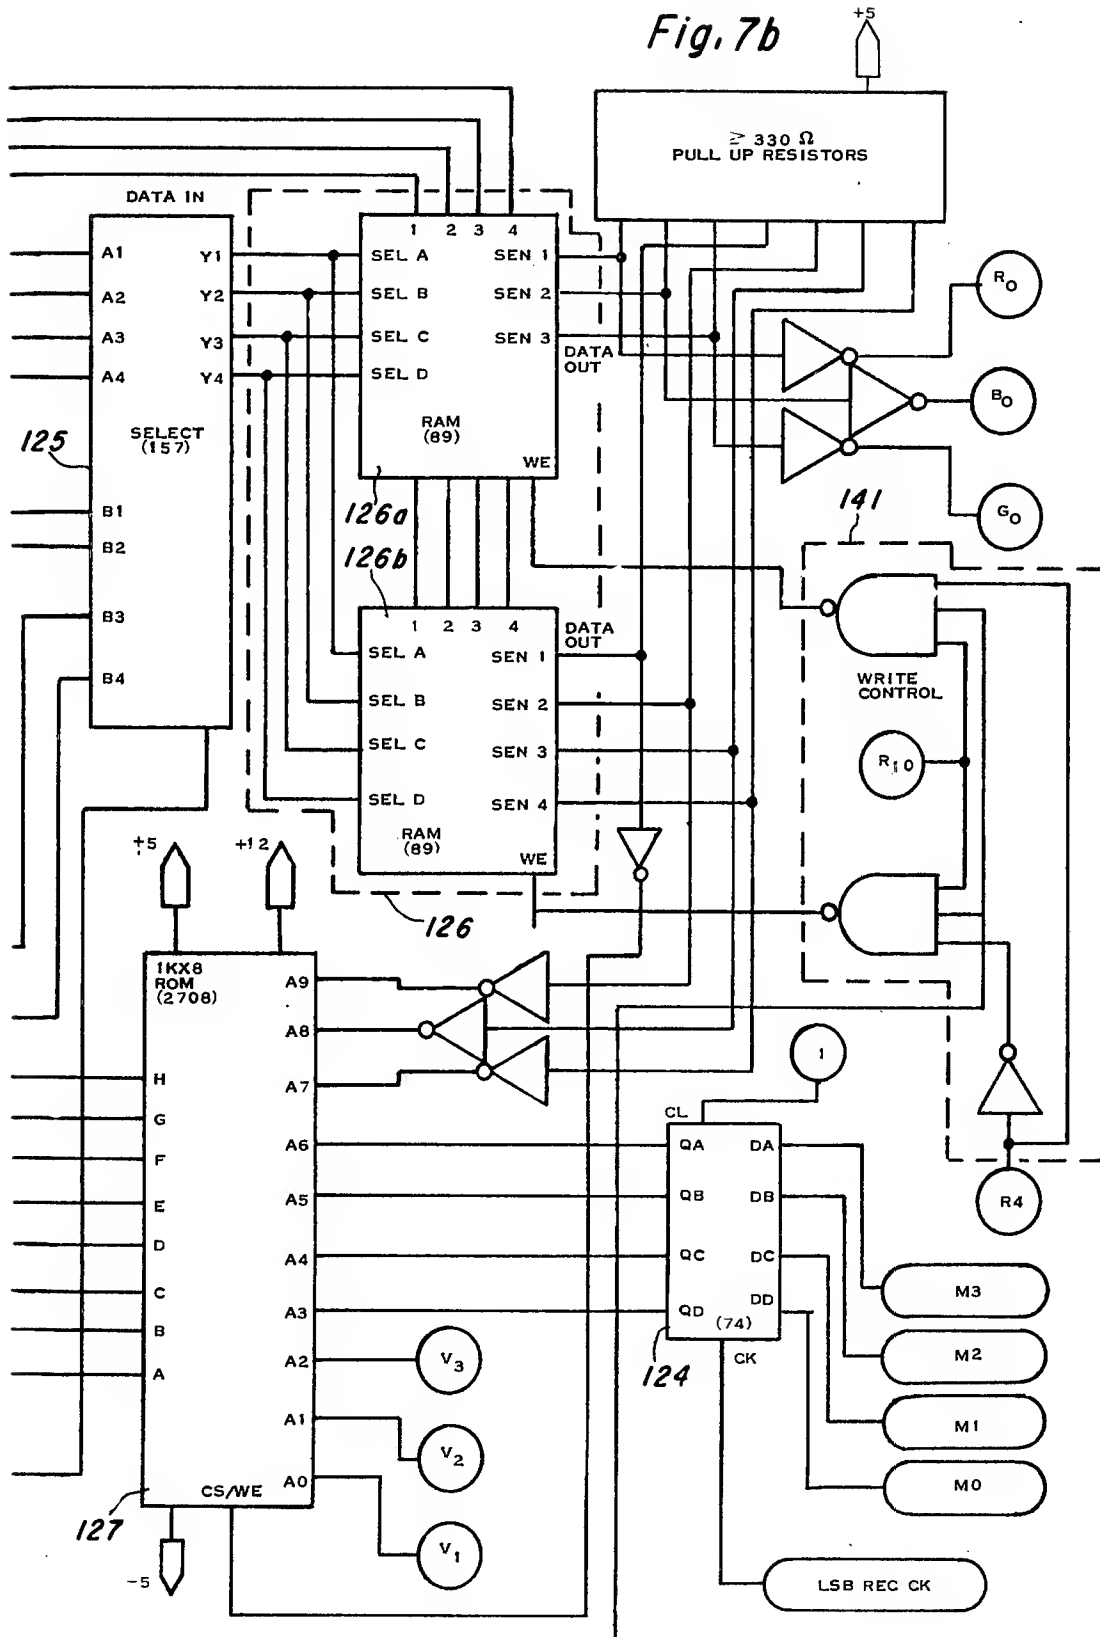 Fig. 7b
+5
≥ 330 Ω
PULL UP RESISTORS
DATA IN
1 2 3 4
A1 Y1
A2 Y2
A3 Y3
A4 Y4
SELECT
(157)
125
B1
B2
B3
B4
SEL A SEN 1
SEL B SEN 2
SEL C SEN 3
SEL D
DATA
OUT
RAM
(89)
WE
126a
R0
B0
G0
141
126b
1 2 3 4
DATA
OUT
SEL A SEN 1
SEL B SEN 2
SEL C SEN 3
SEL D SEN 4
RAM
(89)
WE
126
WRITE
CONTROL
R10
+5
+12
1KX8
ROM
(2708)
A9
A8
A7
A6
A5
A4
A3
A2
A1
A0
H
G
F
E
D
C
B
A
CS/WE
127
-5
V3
V2
V1
1
CL
QA DA
QB DB
QC DC
QD DD
(74)
124
CK
R4
M3
M2
M1
M0
LSB REC CK